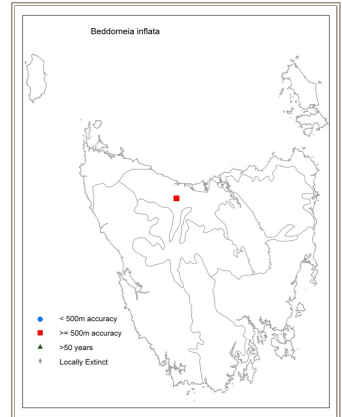 Beddomeia inflata
< 500m accuracy
>= 500m accuracy
>50 years
Locally Extinct